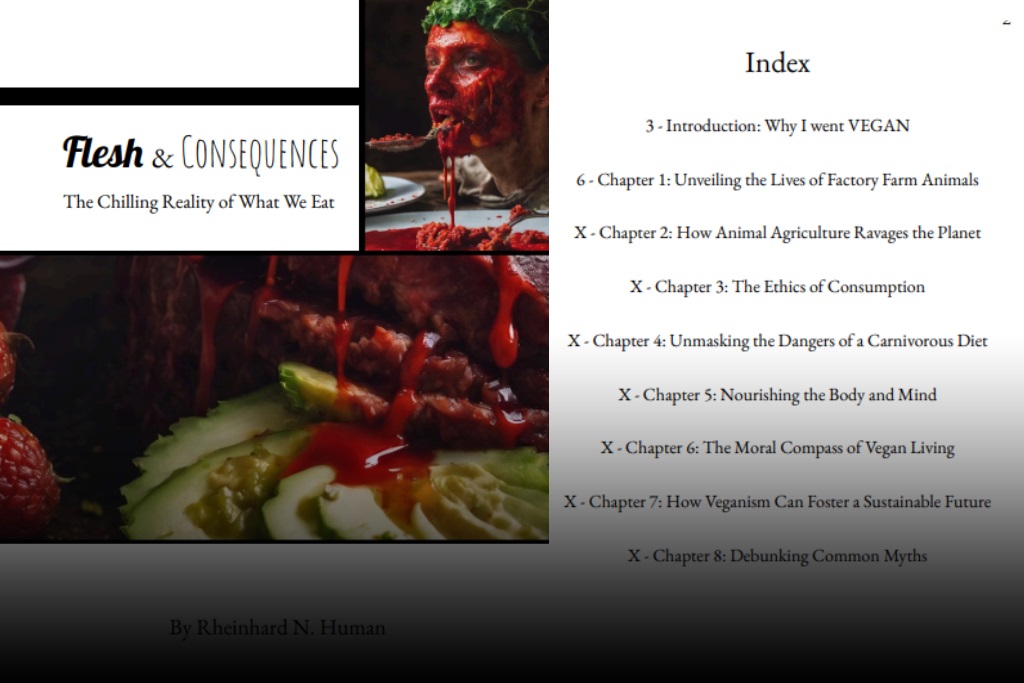 Flesh & CONSEQUENCES
The Chilling Reality of What We Eat
By Rheinhard N. Human
Index
3 - Introduction: Why I went VEGAN
6 - Chapter 1: Unveiling the Lives of Factory Farm Animals
X - Chapter 2: How Animal Agriculture Ravages the Planet
X - Chapter 3: The Ethics of Consumption
X - Chapter 4: Unmasking the Dangers of a Carnivorous Diet
X - Chapter 5: Nourishing the Body and Mind
X - Chapter 6: The Moral Compass of Vegan Living
X - Chapter 7: How Veganism Can Foster a Sustainable Future
X - Chapter 8: Debunking Common Myths